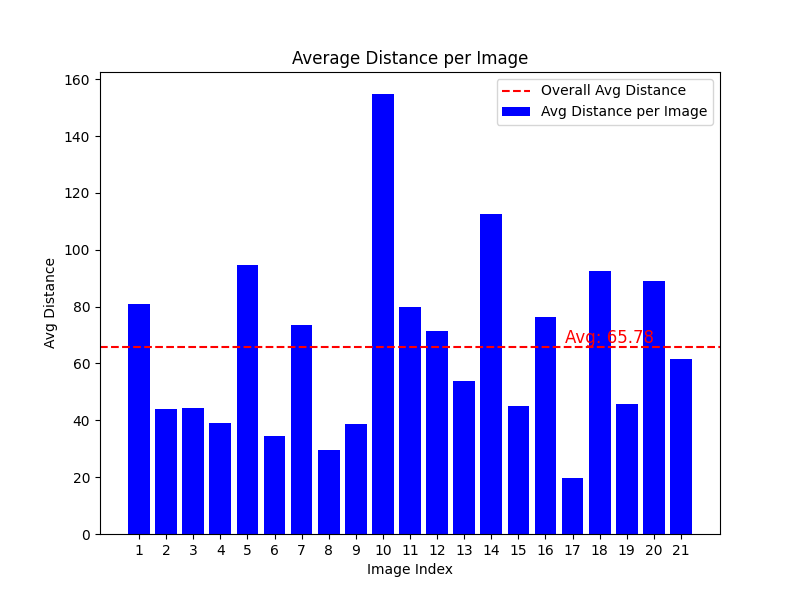 Average Distance per Image
160
140
120
100
80
60
40
20
0
Avg Distance
Overall Avg Distance
Avg Distance per Image
Avg: 65.78
1 2 3 4 5 6 7 8 9 10 11 12 13 14 15 16 17 18 19 20 21
Image Index